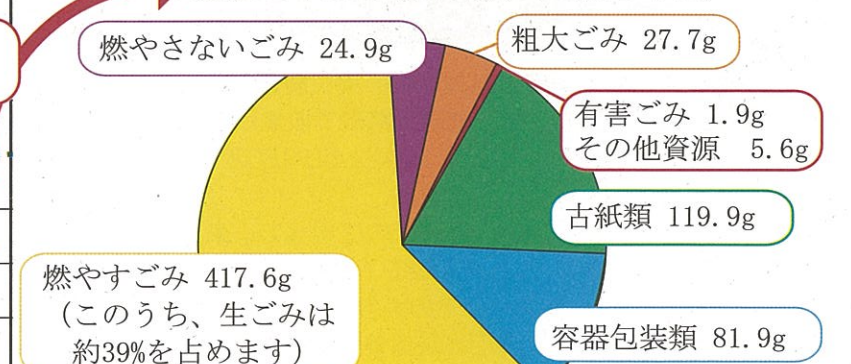 燃やさないごみ 24.9g
粗大ごみ 27.7g
有害ごみ 1.9g
その他資源 5.6g
古紙類 119.9g
燃やすごみ 417.6g
(このうち、生ごみは
約39%を占めます)
容器包装類 81.9g